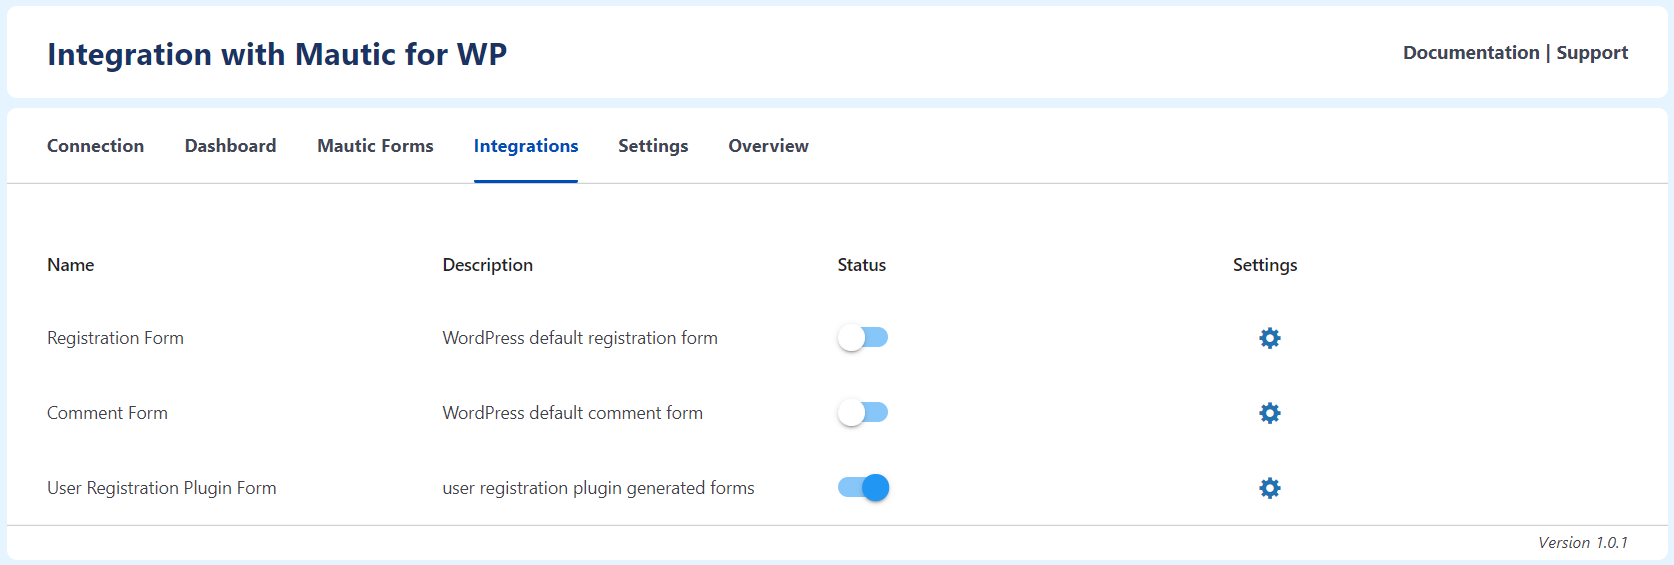 Integration with Mautic for WP
Documentation | Support
Connection Dashboard Mautic Forms Integrations Settings Overview
Name Description Status Settings
Registration Form WordPress default registration form
Comment Form WordPress default comment form
User Registration Plugin Form user registration plugin generated forms
Version 1.0.1